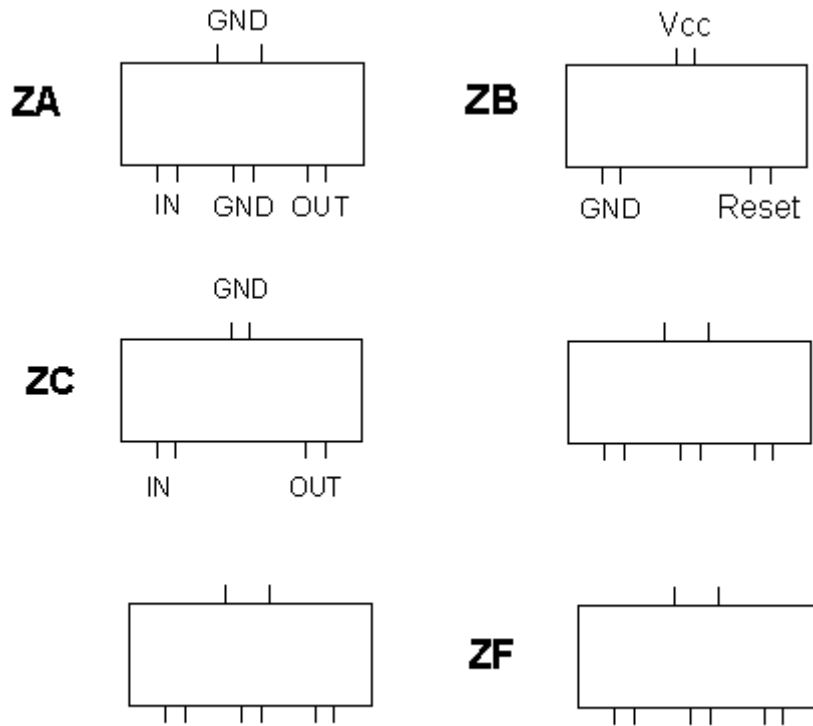 GND
Vcc
ZA
ZB
IN GND OUT
GND Reset
GND
ZC
IN OUT
ZF